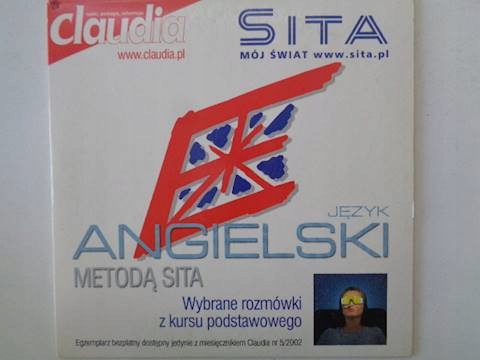 Claudia
www.claudia.pl
SITA
MÓJ ŚWIAT www.sita.pl
JĘZYK
ANGIELSKI
METODĄ SITA
Wybrane rozmówki
z kursu podstawowego
Egzemplarz bezpłatny dostępny jedynie z miesięcznikiem Claudia nr 5/2002